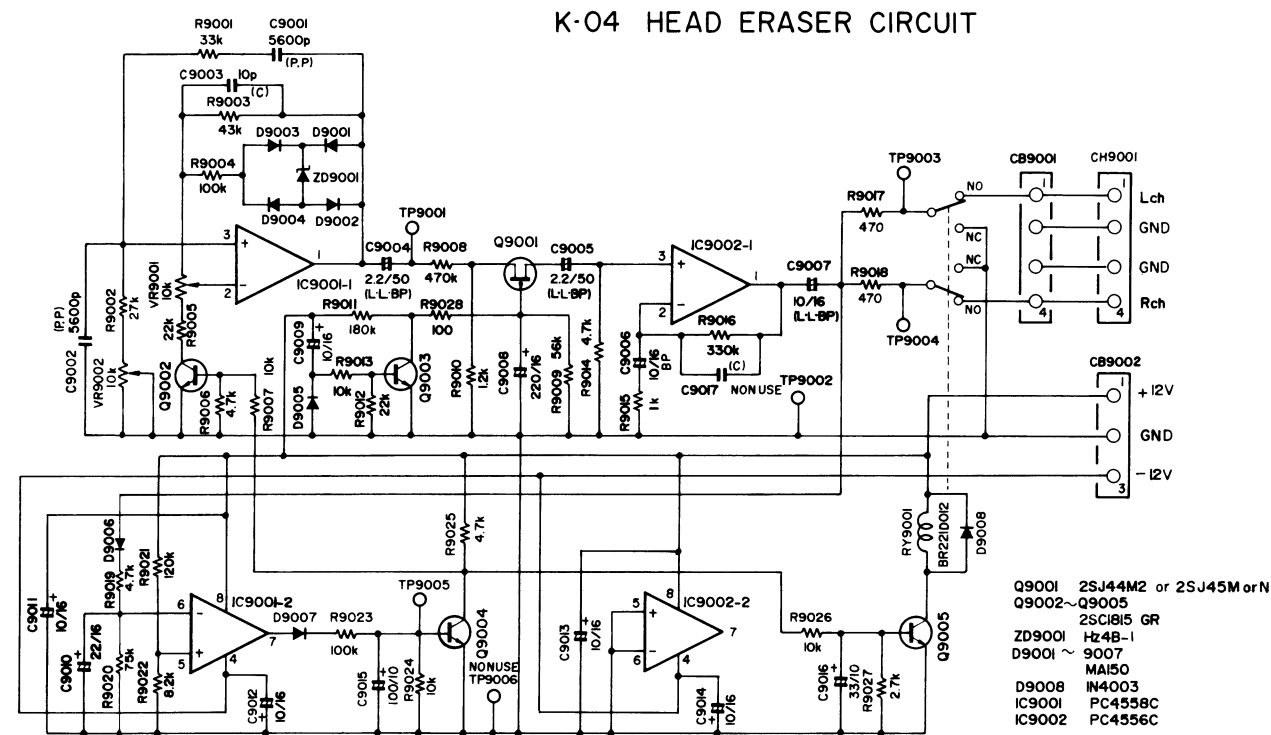 K-04 HEAD ERASER CIRCUIT
R9001
33k
C9001
5600p
(P.P)
C9003
10p
(C)
R9003
43k
D9003
D9001
R9004
100k
ZD9001
D9004
D9002
3
+
1
−
2
IC9001-1
VR9001
10k
R9005
22k
R9002
27k
C9002
5600p
(P.P)
VR9002
10k
Q9002
R9006
4.7k
R9007
10k
TP9001
C9004
2.2/50
(L·L·BP)
R9008
470k
Q9001
C9005
2.2/50
(L·L·BP)
R9011
180k
R9028
100
C9009
+
10/16
R9013
10k
D9005
R9012
22k
Q9003
R9010
1.2k
C9008
+
220/16
R9009
56k
R9014
4.7k
3
+
1
−
2
IC9002-1
C9006
10/16
BP
R9015
1k
R9016
330k
(C)
C9017
NONUSE
C9007
10/16
(L·L·BP)
TP9002
R9017
470
R9018
470
TP9003
TP9004
NO
NC
NC
NO
CB9001
CH9001
1
1
4
4
Lch
GND
GND
Rch
CB9002
1
3
+12V
GND
−12V
C9011
+
10/16
D9006
R9019
4.7k
R9021
120k
C9010
+
22/16
R9020
75k
R9022
8.2k
6
−
5
+
8
4
7
IC9001-2
C9012
+
10/16
D9007
R9023
100k
TP9005
C9015
+
100/10
R9024
10k
R9025
4.7k
Q9004
NONUSE
TP9006
C9013
+
10/16
5
+
6
−
8
4
7
IC9002-2
C9014
+
10/16
R9026
10k
C9016
+
33/10
R9027
2.7k
Q9005
RY9001
BR221D012
D9008
Q9001 2SJ44M2 or 2SJ45M or N
Q9002~Q9005
2SC1815 GR
ZD9001 Hz4B-1
D9001 ~ 9007
MA150
D9008 IN4003
IC9001 PC4558C
IC9002 PC4556C